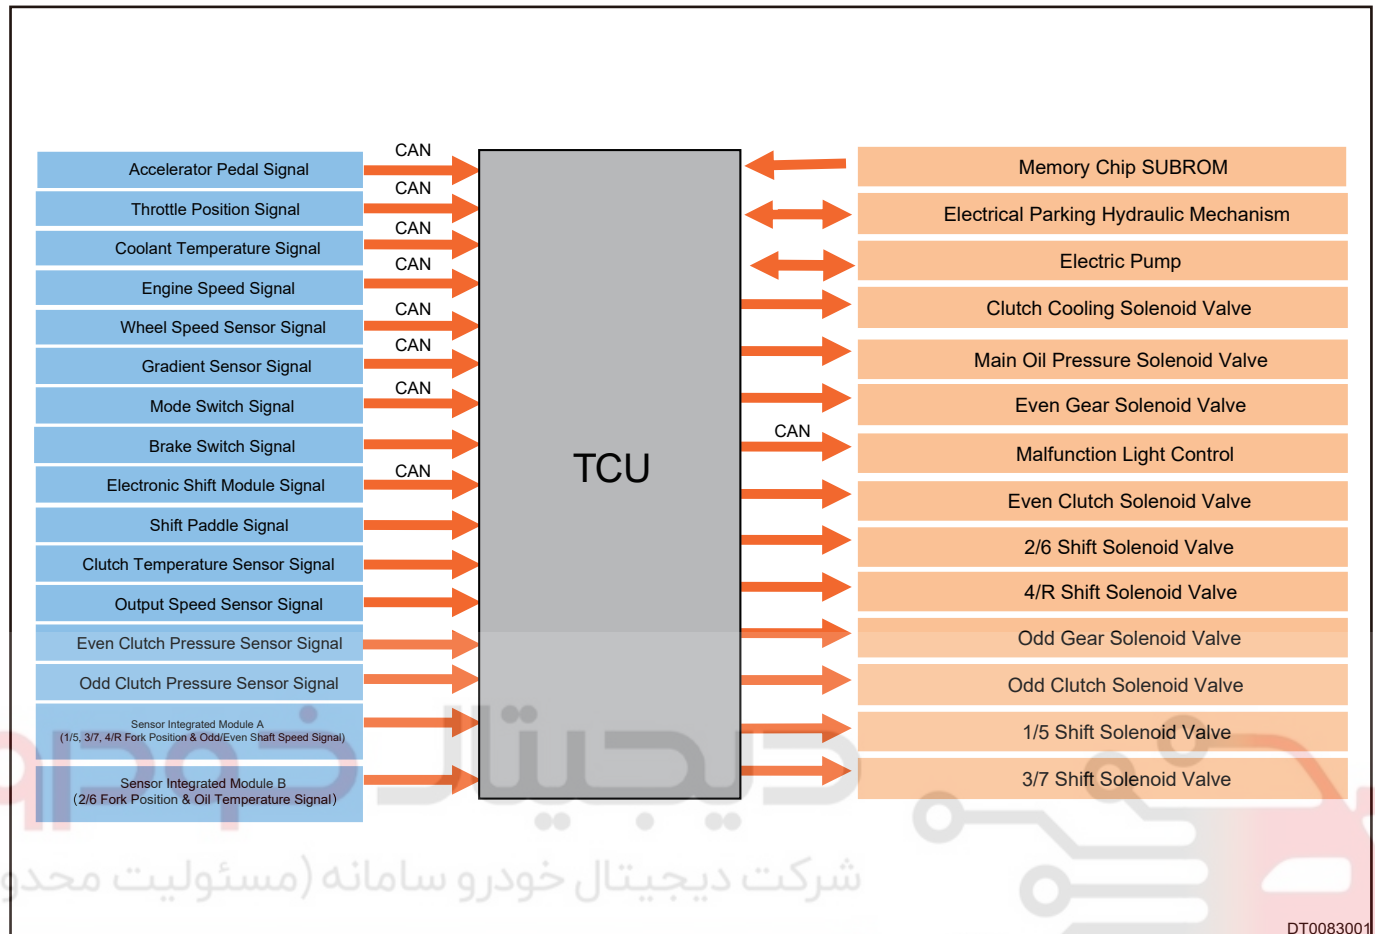 CAN
Accelerator Pedal Signal
CAN
Throttle Position Signal
CAN
Coolant Temperature Signal
CAN
Engine Speed Signal
CAN
Wheel Speed Sensor Signal
CAN
Gradient Sensor Signal
CAN
Mode Switch Signal
Brake Switch Signal
CAN
Electronic Shift Module Signal
Shift Paddle Signal
Clutch Temperature Sensor Signal
Output Speed Sensor Signal
Even Clutch Pressure Sensor Signal
Odd Clutch Pressure Sensor Signal
Sensor Integrated Module A
(1/5, 3/7, 4/R Fork Position & Odd/Even Shaft Speed Signal)
Sensor Integrated Module B
(2/6 Fork Position & Oil Temperature Signal)
TCU
Memory Chip SUBROM
Electrical Parking Hydraulic Mechanism
Electric Pump
Clutch Cooling Solenoid Valve
Main Oil Pressure Solenoid Valve
Even Gear Solenoid Valve
CAN
Malfunction Light Control
Even Clutch Solenoid Valve
2/6 Shift Solenoid Valve
4/R Shift Solenoid Valve
Odd Gear Solenoid Valve
Odd Clutch Solenoid Valve
1/5 Shift Solenoid Valve
3/7 Shift Solenoid Valve
دیجیتال خودرو
شرکت دیجیتال خودرو سامانه (مسئولیت محدو
DT0083001